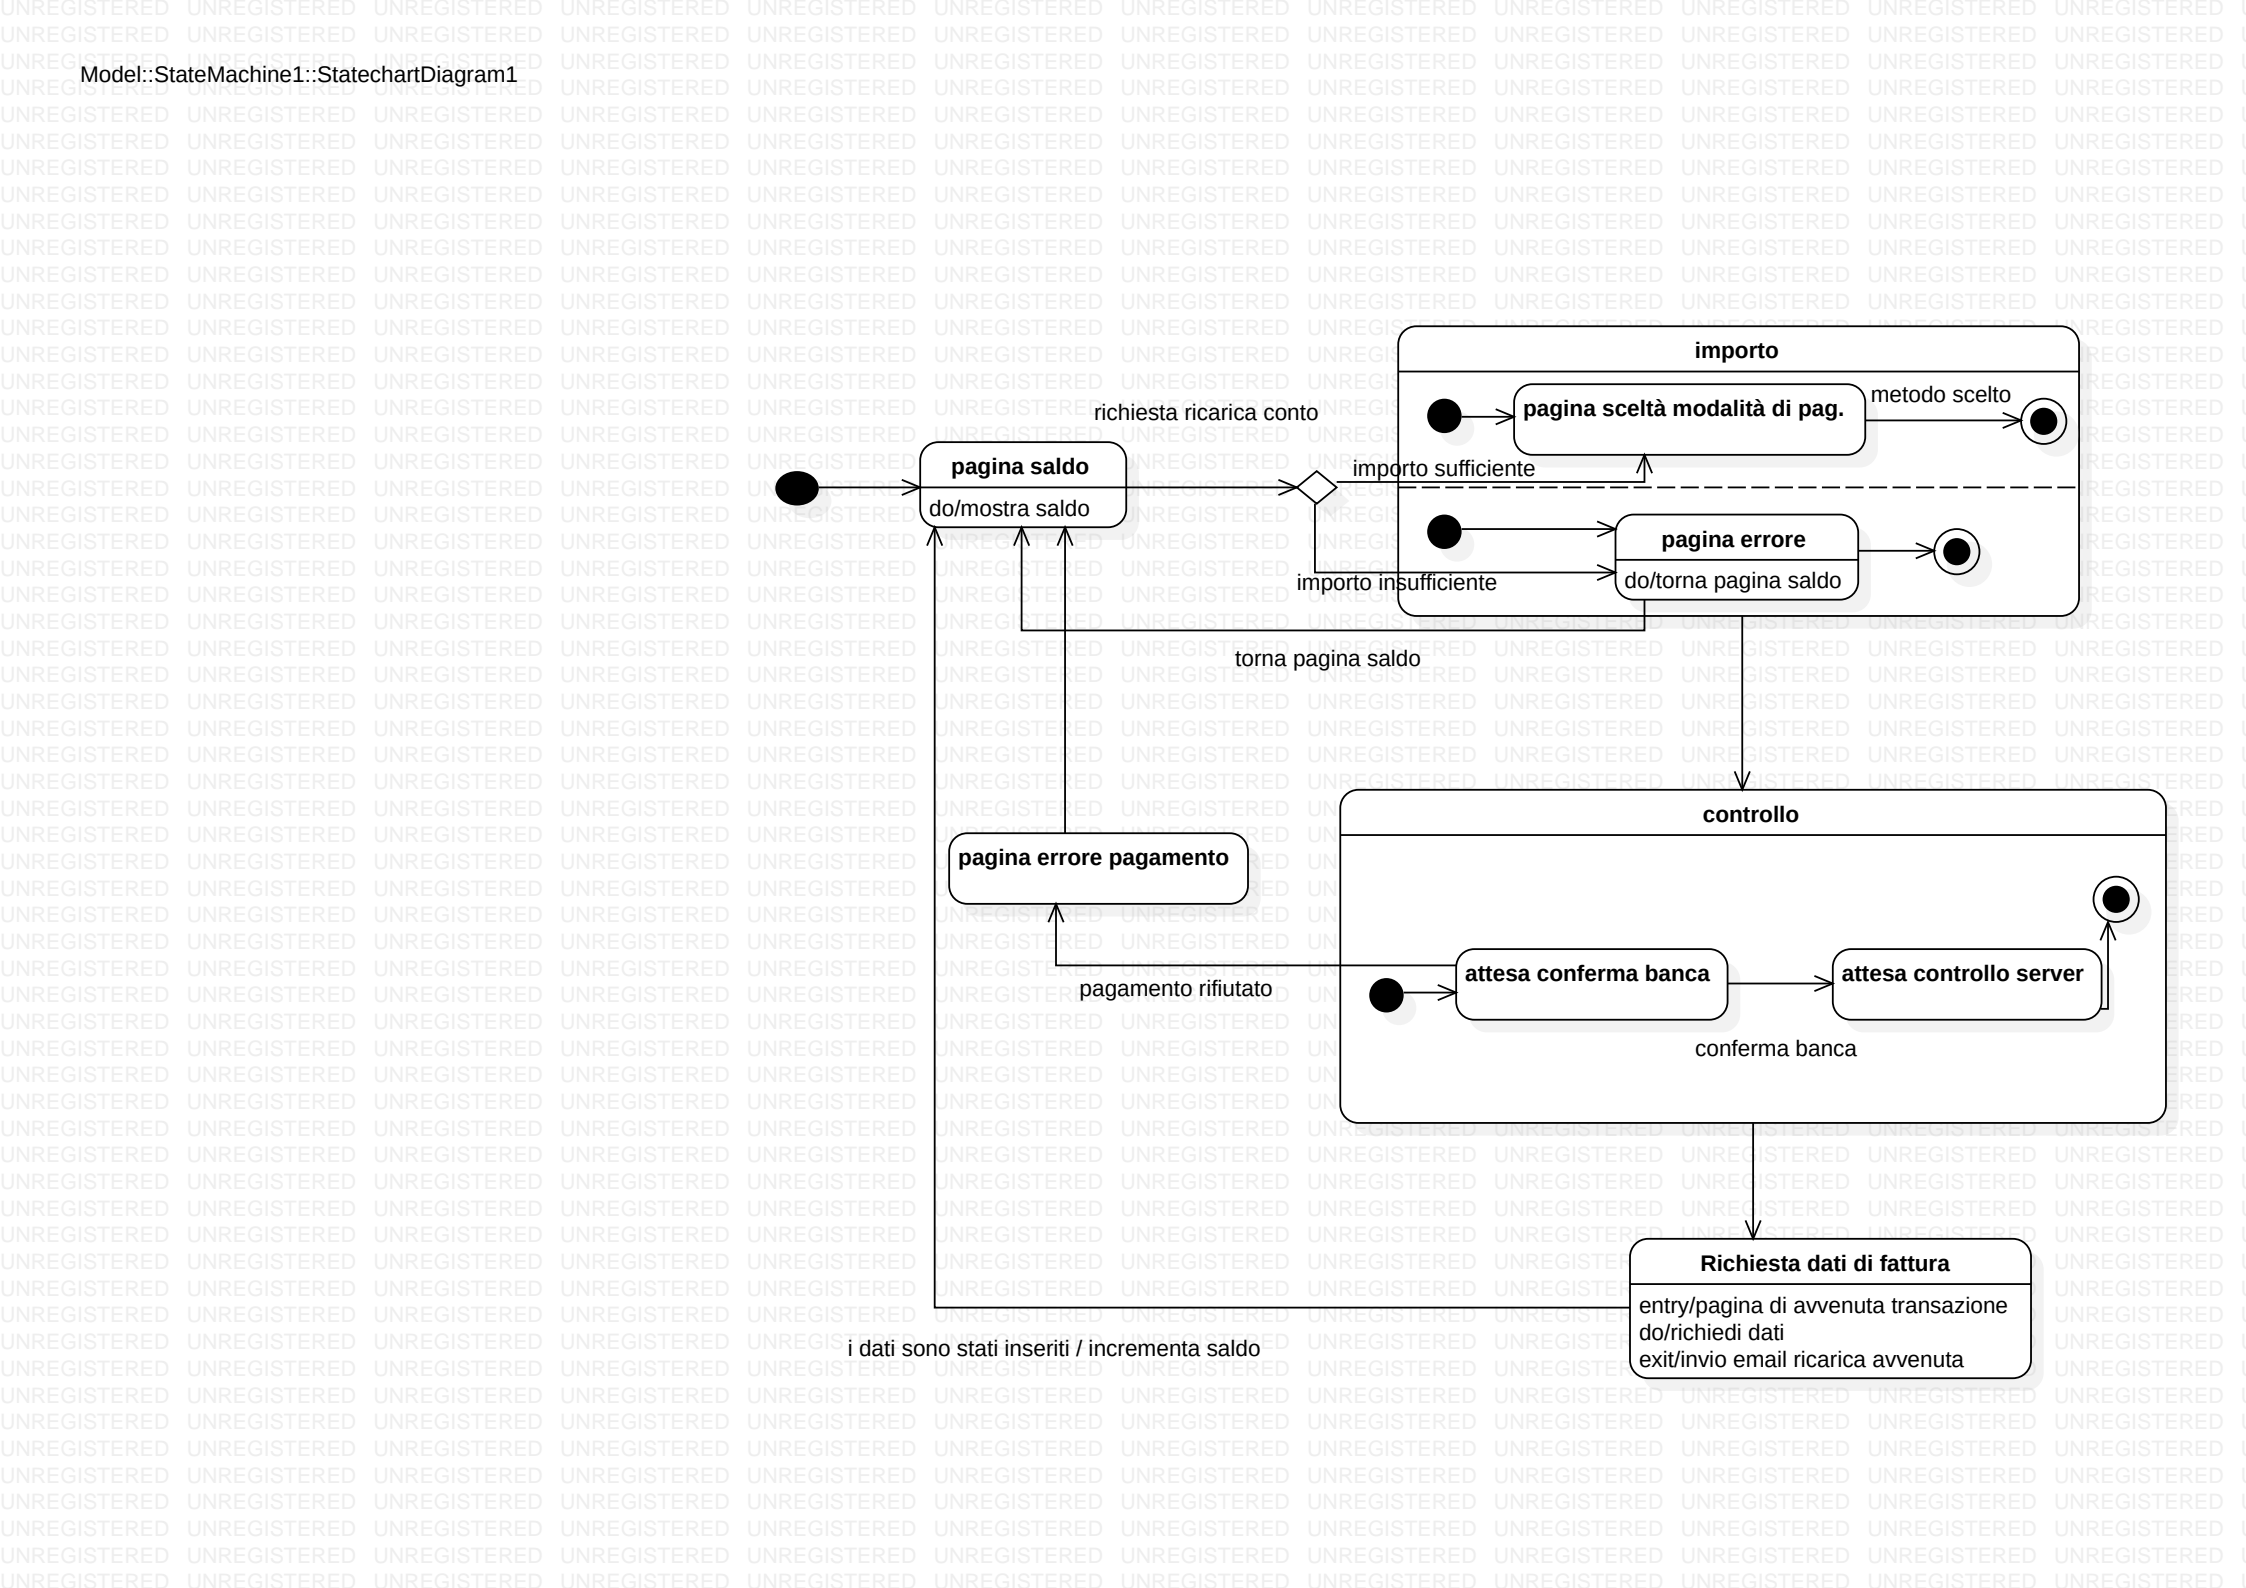 Model::StateMachine1::StatechartDiagram1
importo
richiesta ricarica conto
pagina sceltà modalità di pag.
metodo scelto
pagina saldo
do/mostra saldo
importo sufficiente
pagina errore
do/torna pagina saldo
importo insufficiente
torna pagina saldo
controllo
pagina errore pagamento
attesa conferma banca
attesa controllo server
pagamento rifiutato
conferma banca
Richiesta dati di fattura
entry/pagina di avvenuta transazione
do/richiedi dati
exit/invio email ricarica avvenuta
i dati sono stati inseriti / incrementa saldo
UNREGISTERED